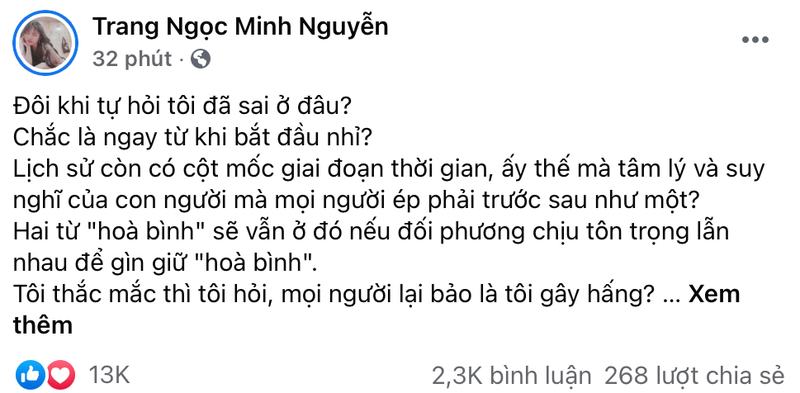 Trang Ngọc Minh Nguyễn
32 phút ·
Đôi khi tự hỏi tôi đã sai ở đâu?
Chắc là ngay từ khi bắt đầu nhỉ?
Lịch sử còn có cột mốc giai đoạn thời gian, ấy thế mà tâm lý và suy
nghĩ của con người mà mọi người ép phải trước sau như một?
Hai từ "hoà bình" sẽ vẫn ở đó nếu đối phương chịu tôn trọng lẫn
nhau để gìn giữ "hoà bình".
Tôi thắc mắc thì tôi hỏi, mọi người lại bảo là tôi gây hấng? ... Xem
thêm
13K 2,3K bình luận 268 lượt chia sẻ